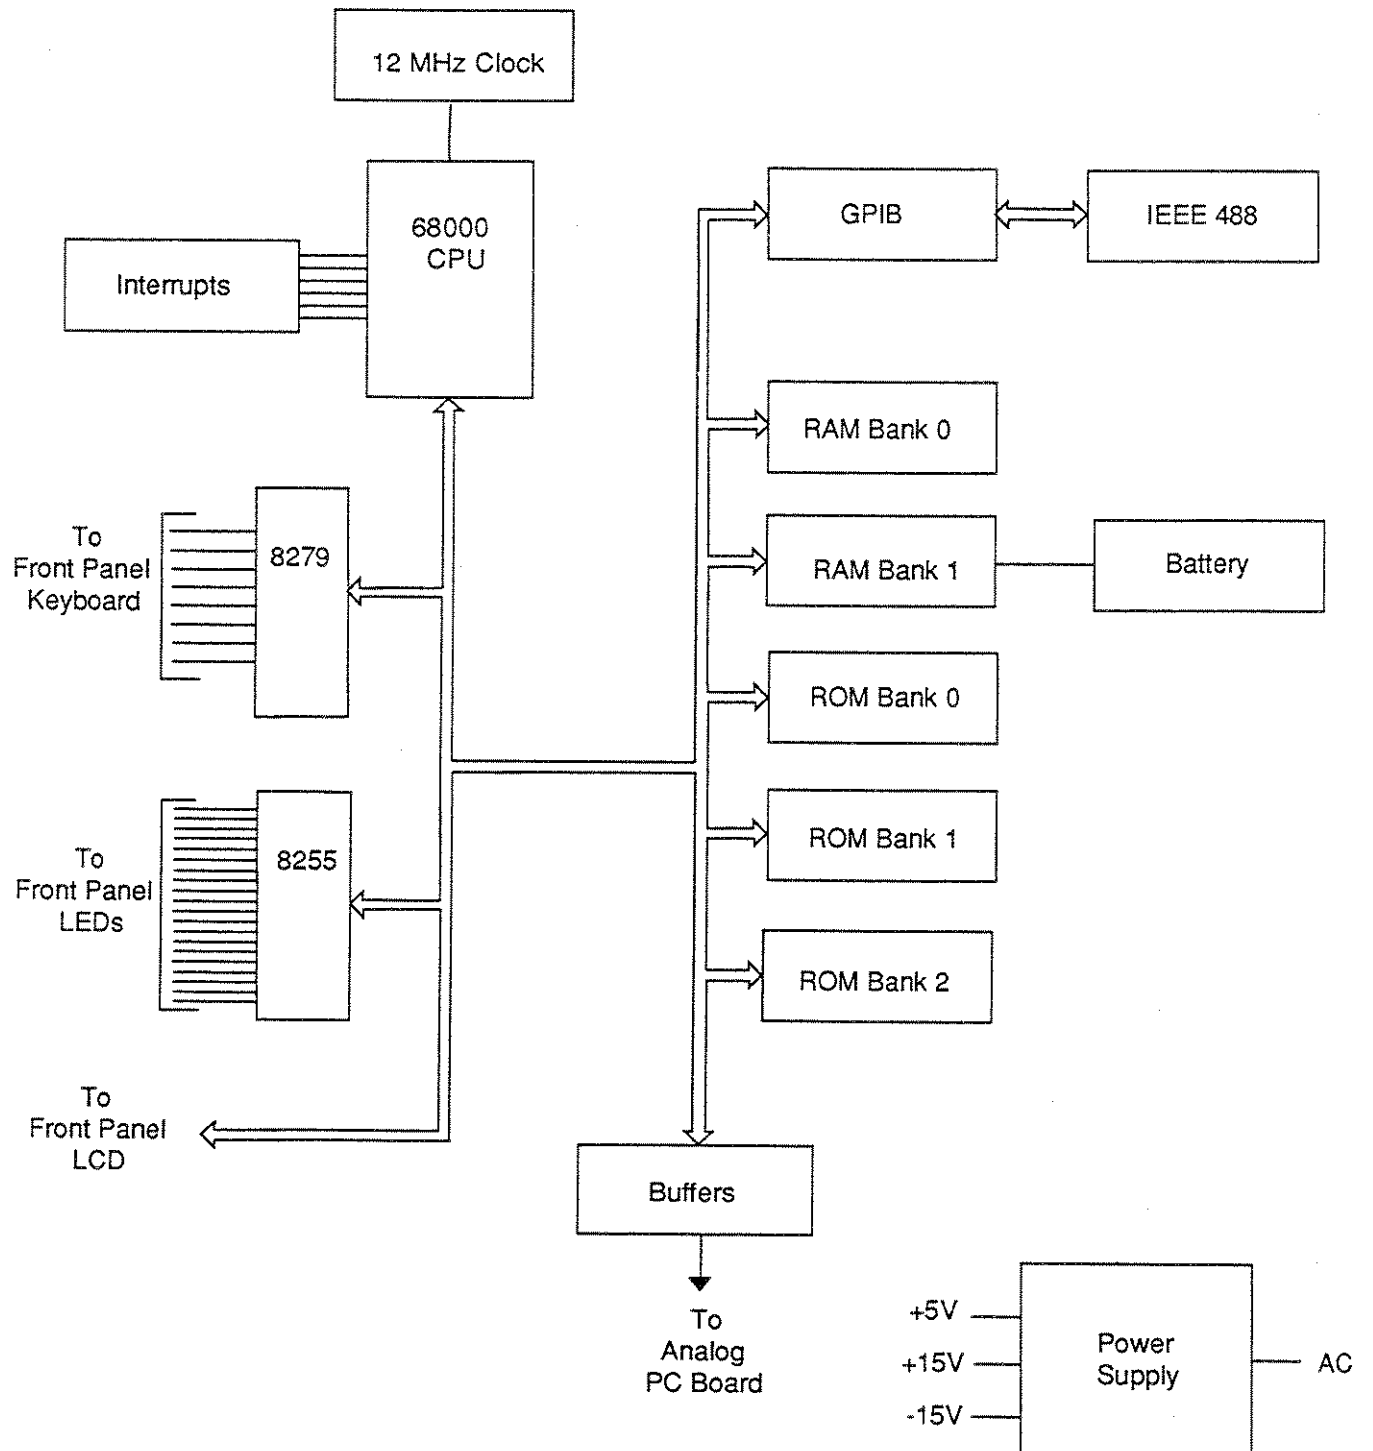 12 MHz Clock
68000
CPU
Interrupts
GPIB
IEEE 488
RAM Bank 0
To
Front Panel
Keyboard
8279
RAM Bank 1
Battery
ROM Bank 0
To
Front Panel
LEDs
8255
ROM Bank 1
ROM Bank 2
To
Front Panel
LCD
Buffers
To
Analog
PC Board
+5V
+15V
-15V
Power
Supply
AC